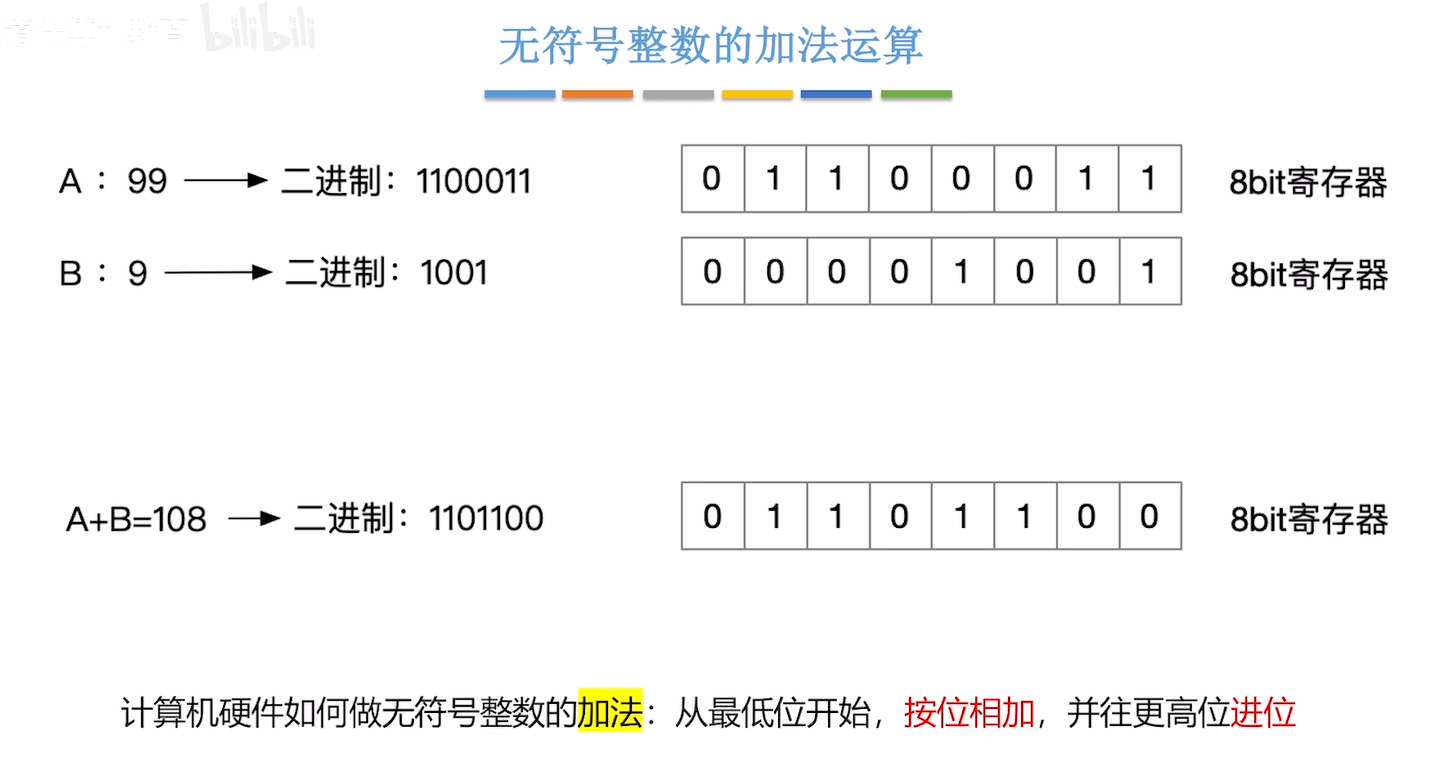 bilibili
无符号整数的加法运算
A : 99 二进制: 1100011 0 1 1 0 0 0 1 1 8bit寄存器
B : 9 二进制: 1001 0 0 0 0 1 0 0 1 8bit寄存器
A+B=108 二进制: 1101100 0 1 1 0 1 1 0 0 8bit寄存器
计算机硬件如何做无符号整数的加法：从最低位开始，按位相加，并往更高位进位